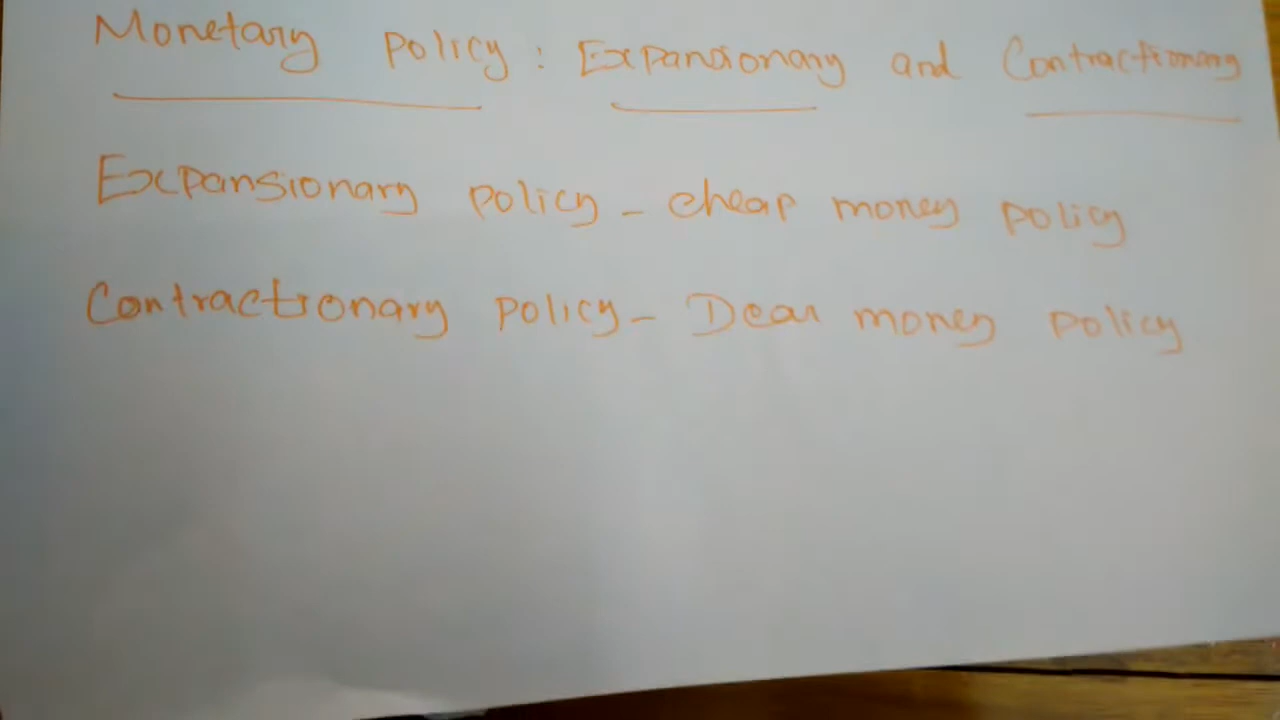 Monetary policy : Expansionary and Contractionary
Expansionary policy - cheap money policy
Contractionary policy - Dear money policy